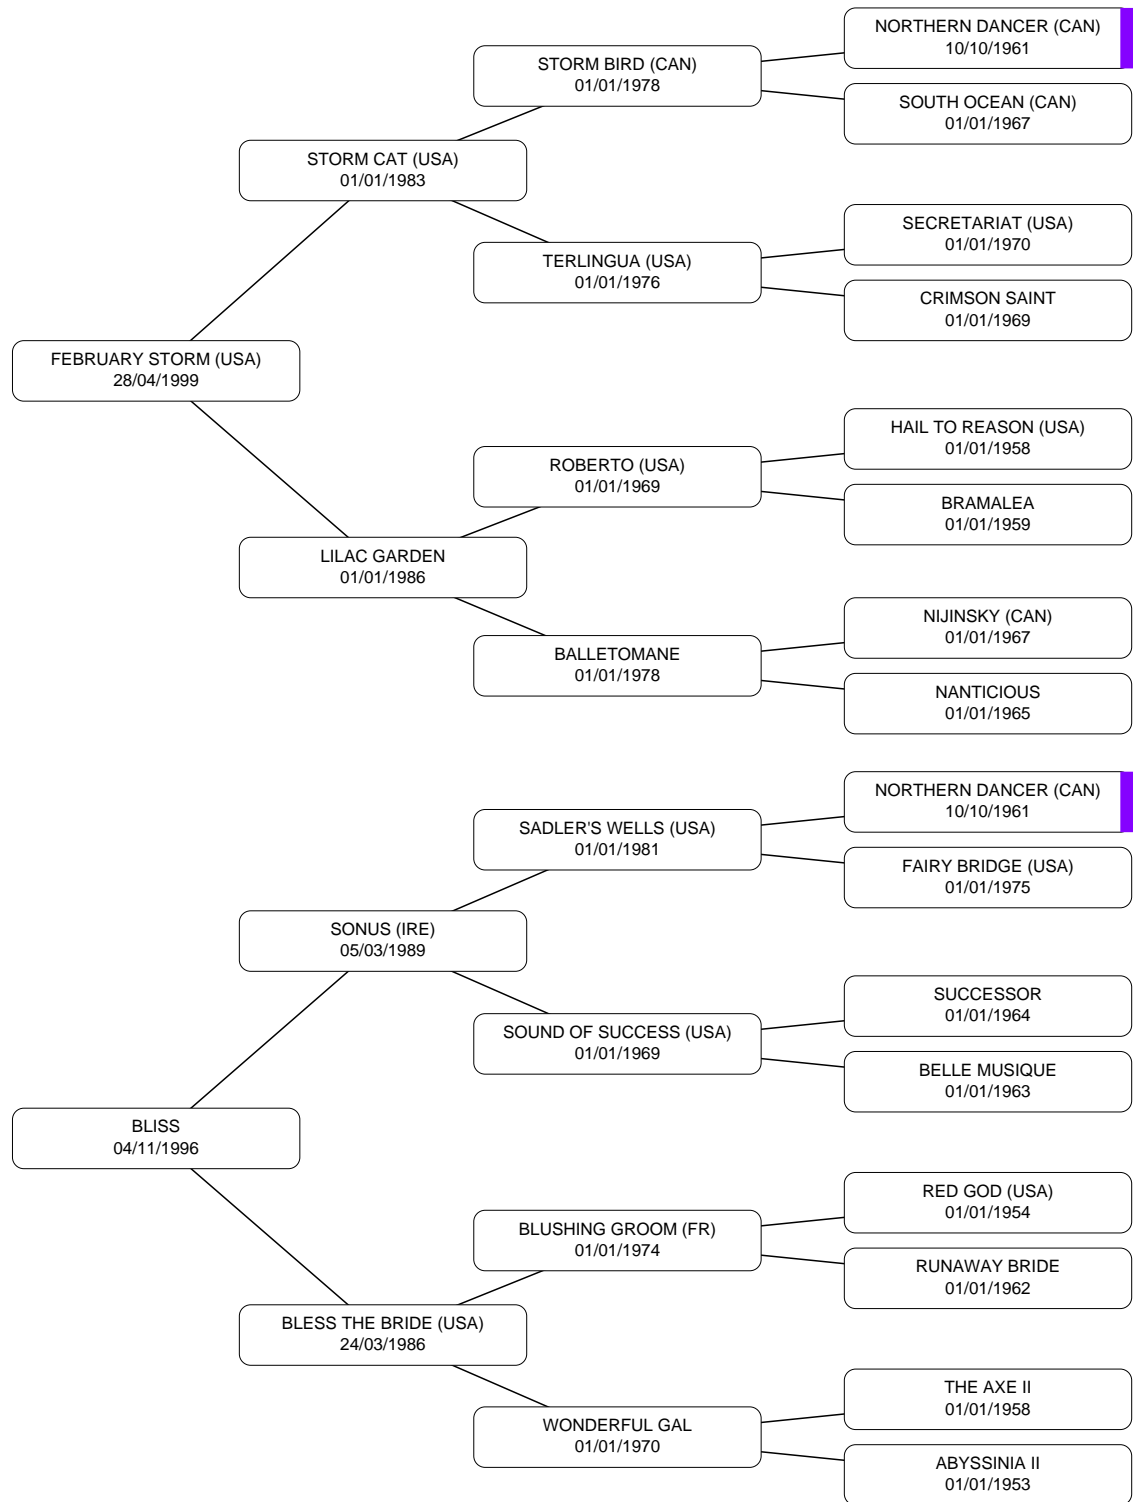 NORTHERN DANCER (CAN)
10/10/1961
STORM BIRD (CAN)
01/01/1978
SOUTH OCEAN (CAN)
01/01/1967
STORM CAT (USA)
01/01/1983
SECRETARIAT (USA)
01/01/1970
TERLINGUA (USA)
01/01/1976
CRIMSON SAINT
01/01/1969
FEBRUARY STORM (USA)
28/04/1999
HAIL TO REASON (USA)
01/01/1958
ROBERTO (USA)
01/01/1969
BRAMALEA
01/01/1959
LILAC GARDEN
01/01/1986
NIJINSKY (CAN)
01/01/1967
BALLETOMANE
01/01/1978
NANTICIOUS
01/01/1965
NORTHERN DANCER (CAN)
10/10/1961
SADLER'S WELLS (USA)
01/01/1981
FAIRY BRIDGE (USA)
01/01/1975
SONUS (IRE)
05/03/1989
SUCCESSOR
01/01/1964
SOUND OF SUCCESS (USA)
01/01/1969
BELLE MUSIQUE
01/01/1963
BLISS
04/11/1996
RED GOD (USA)
01/01/1954
BLUSHING GROOM (FR)
01/01/1974
RUNAWAY BRIDE
01/01/1962
BLESS THE BRIDE (USA)
24/03/1986
THE AXE II
01/01/1958
WONDERFUL GAL
01/01/1970
ABYSSINIA II
01/01/1953